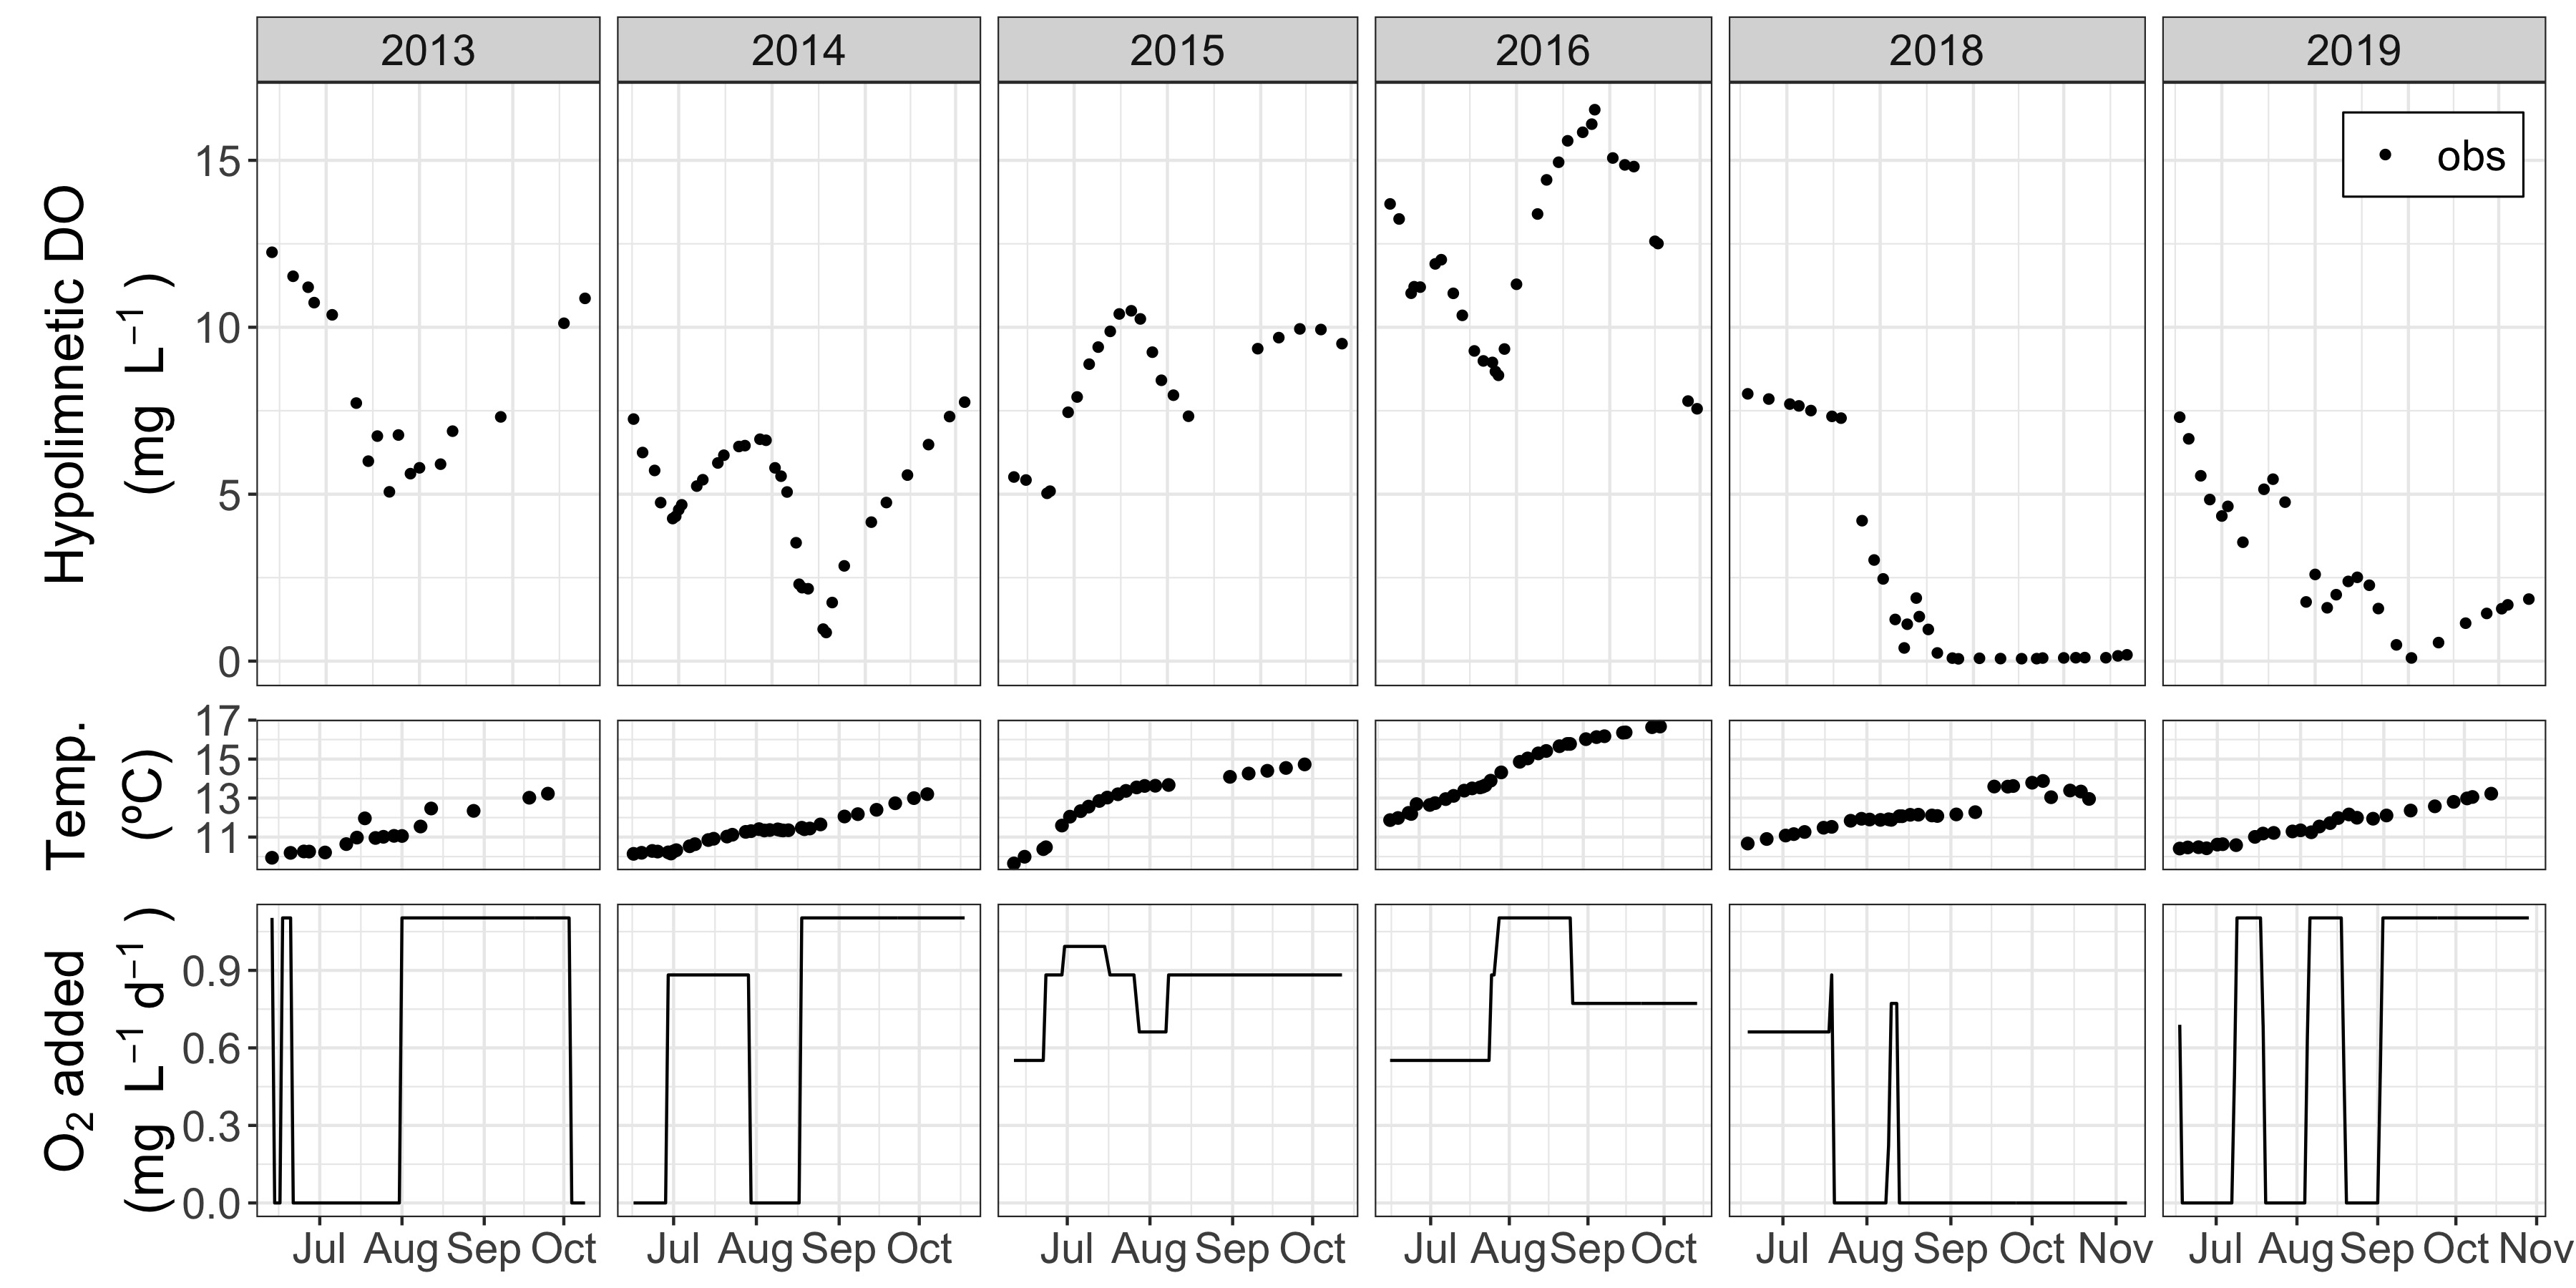 2013 2014 2015 2016 2018 2019
Hypolimnetic DO
(mg L⁻¹ )
15
10
5
0
obs
Temp.
(ºC)
17
15
13
11
O₂ added
(mg L⁻¹ d⁻¹ )
0.9
0.6
0.3
0.0
Jul Aug Sep Oct Jul Aug Sep Oct Jul Aug Sep Oct Jul Aug Sep Oct Jul Aug Sep Oct Nov Jul Aug Sep Oct Nov